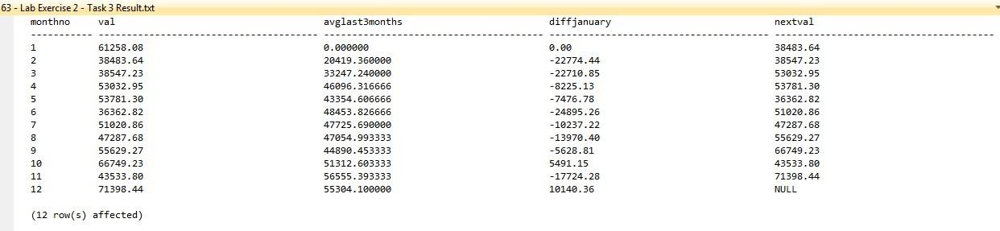 63 - Lab Exercise 2 - Task 3 Result.txt
monthno val avglast3months diffjanuary nextval
----------- --------------------------------------- --------------------------------------- --------------------------------------- ---------------------------------------
1 61258.08 0.000000 0.00 38483.64
2 38483.64 20419.360000 -22774.44 38547.23
3 38547.23 33247.240000 -22710.85 53032.95
4 53032.95 46096.316666 -8225.13 53781.30
5 53781.30 43354.606666 -7476.78 36362.82
6 36362.82 48453.826666 -24895.26 51020.86
7 51020.86 47725.690000 -10237.22 47287.68
8 47287.68 47054.993333 -13970.40 55629.27
9 55629.27 44890.453333 -5628.81 66749.23
10 66749.23 51312.603333 5491.15 43533.80
11 43533.80 56555.393333 -17724.28 71398.44
12 71398.44 55304.100000 10140.36 NULL
(12 row(s) affected)